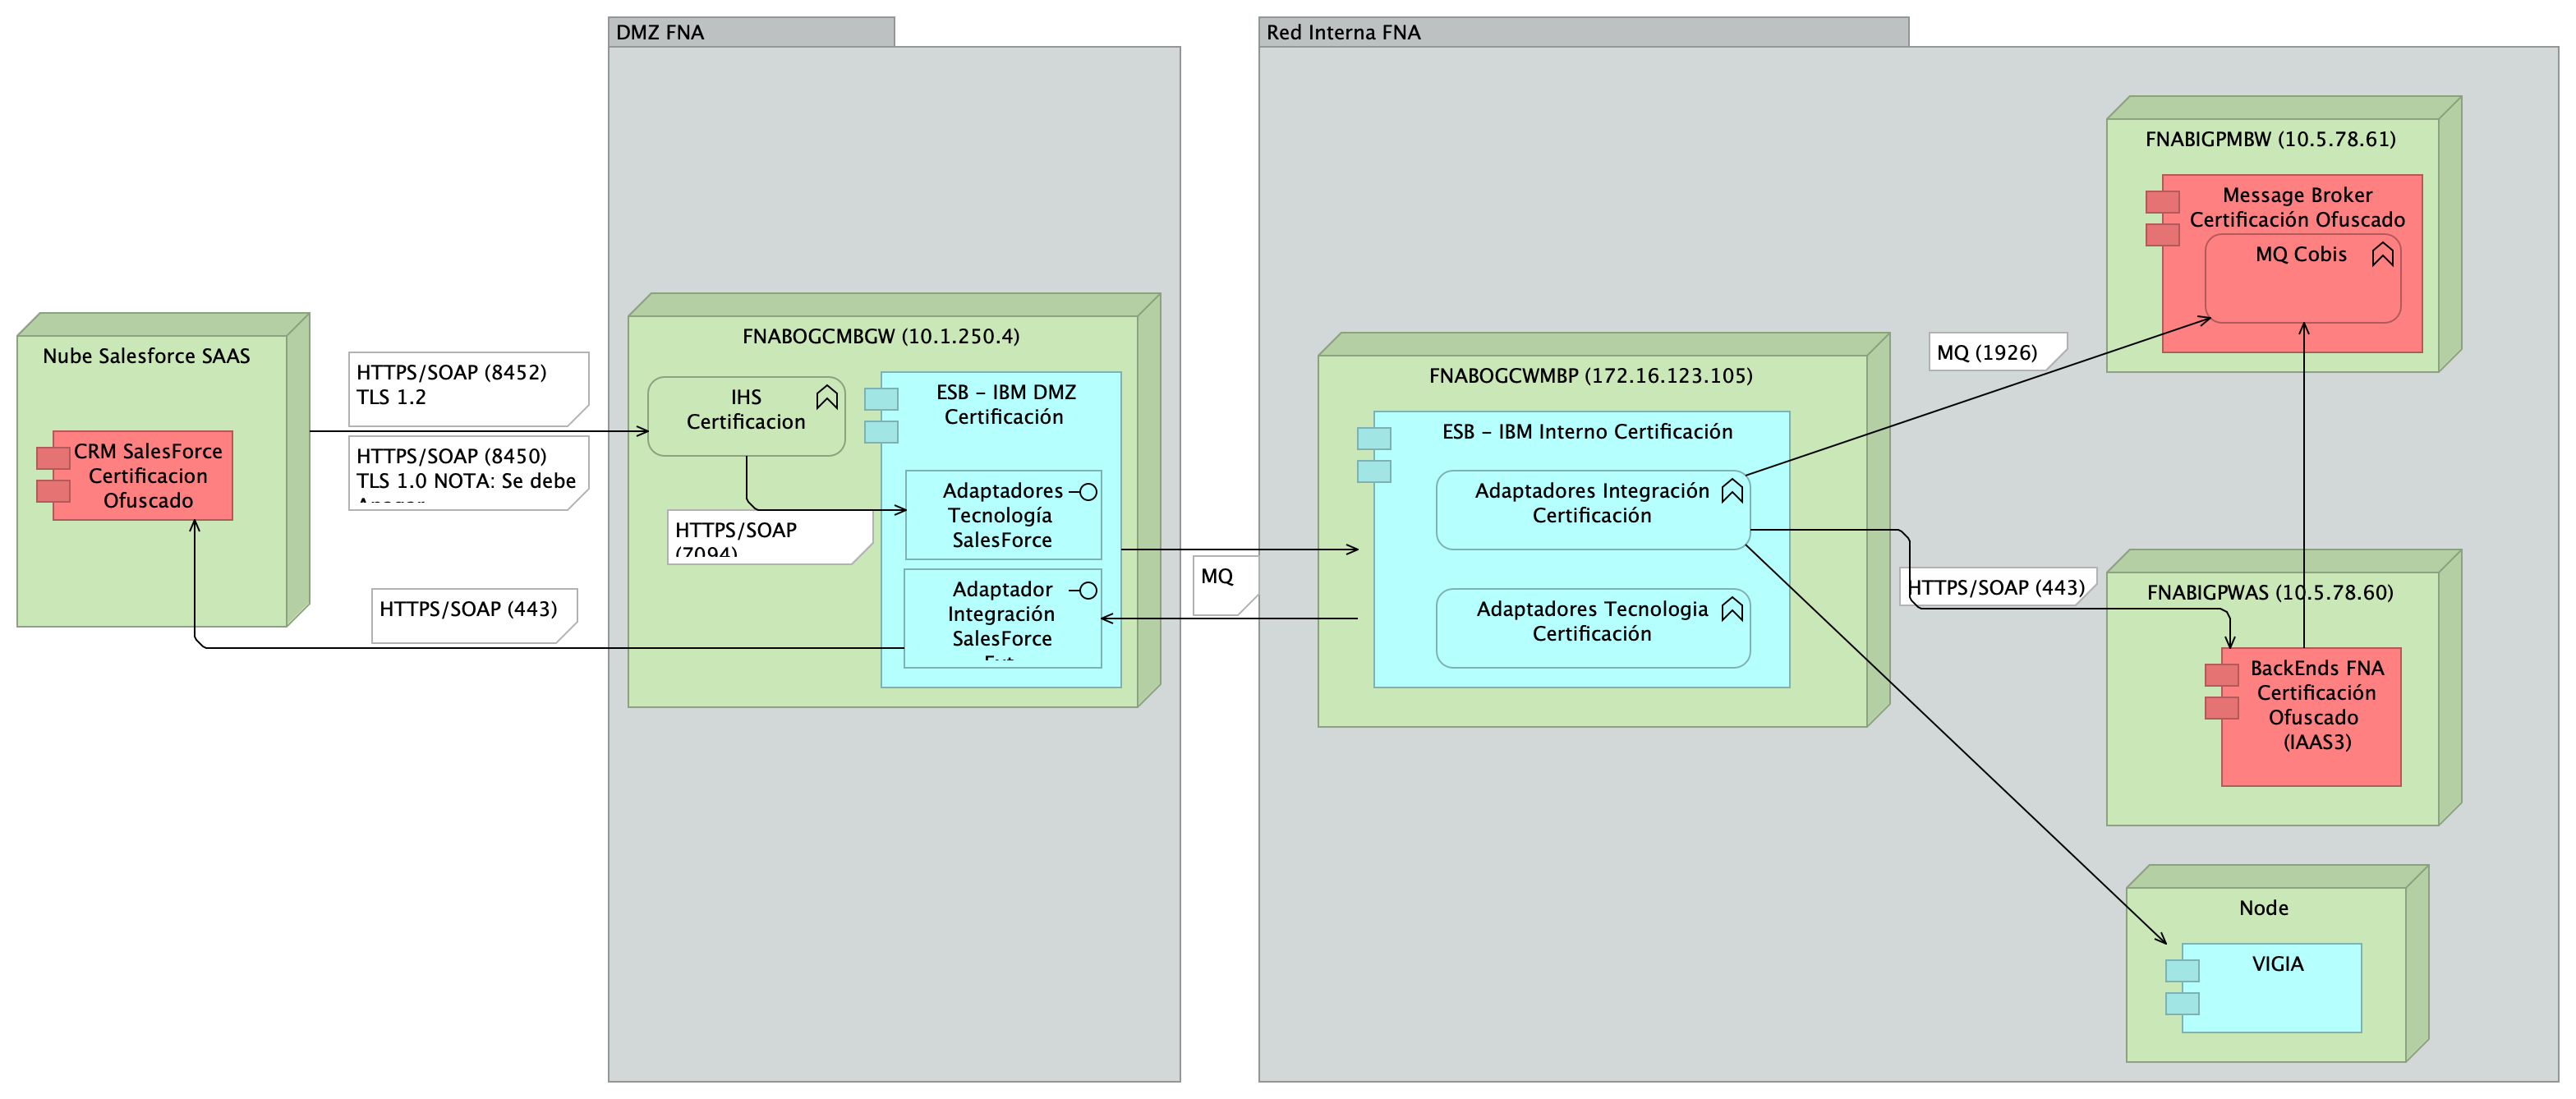 DMZ FNA
Red Interna FNA
Nube Salesforce SAAS
CRM SalesForce
Certificacion
Ofuscado
HTTPS/SOAP (8452)
TLS 1.2
HTTPS/SOAP (8450)
TLS 1.0 NOTA: Se debe
HTTPS/SOAP (443)
FNABOGCMBGW (10.1.250.4)
IHS
Certificacion
HTTPS/SOAP
(7094)
ESB - IBM DMZ
Certificación
Adaptadores
Tecnología
SalesForce
Adaptador
Integración
SalesForce
MQ
FNABOGCWMBP (172.16.123.105)
ESB - IBM Interno Certificación
Adaptadores Integración
Certificación
Adaptadores Tecnologia
Certificación
MQ (1926)
HTTPS/SOAP (443)
FNABIGPMBW (10.5.78.61)
Message Broker
Certificación Ofuscado
MQ Cobis
FNABIGPWAS (10.5.78.60)
BackEnds FNA
Certificación
Ofuscado
(IAAS3)
Node
VIGIA